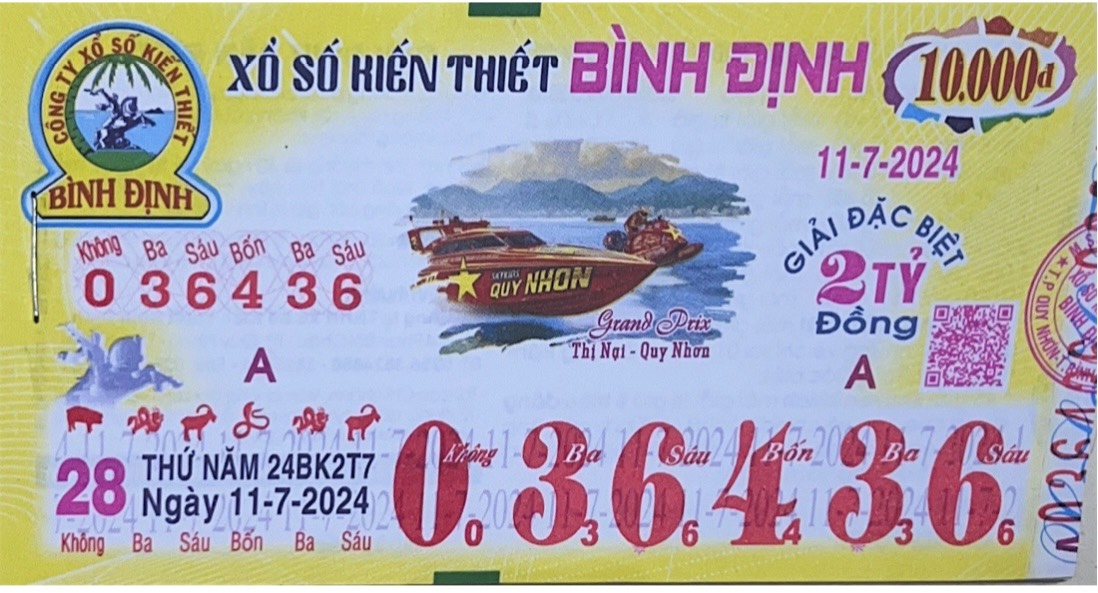 CÔNG TY XỔ SỐ KIẾN THIẾT
BÌNH ĐỊNH
XỔ SỐ KIẾN THIẾT BÌNH ĐỊNH
10.000đ
11-7-2024
GIẢI ĐẶC BIỆT
2 TỶ
Đồng
Không Ba Sáu Bốn Ba Sáu
0 3 6 4 3 6
A
QUY NHƠN
Grand Prix
Thị Nại - Quy Nhơn
A
T.P QUY NHƠN
28
THỨ NĂM 24BK2T7
Ngày 11-7-2024
Không Ba Sáu Bốn Ba Sáu
0 3 6 4 3 6
Không Ba Sáu Bốn Ba Sáu
0 3 6 4 3 6